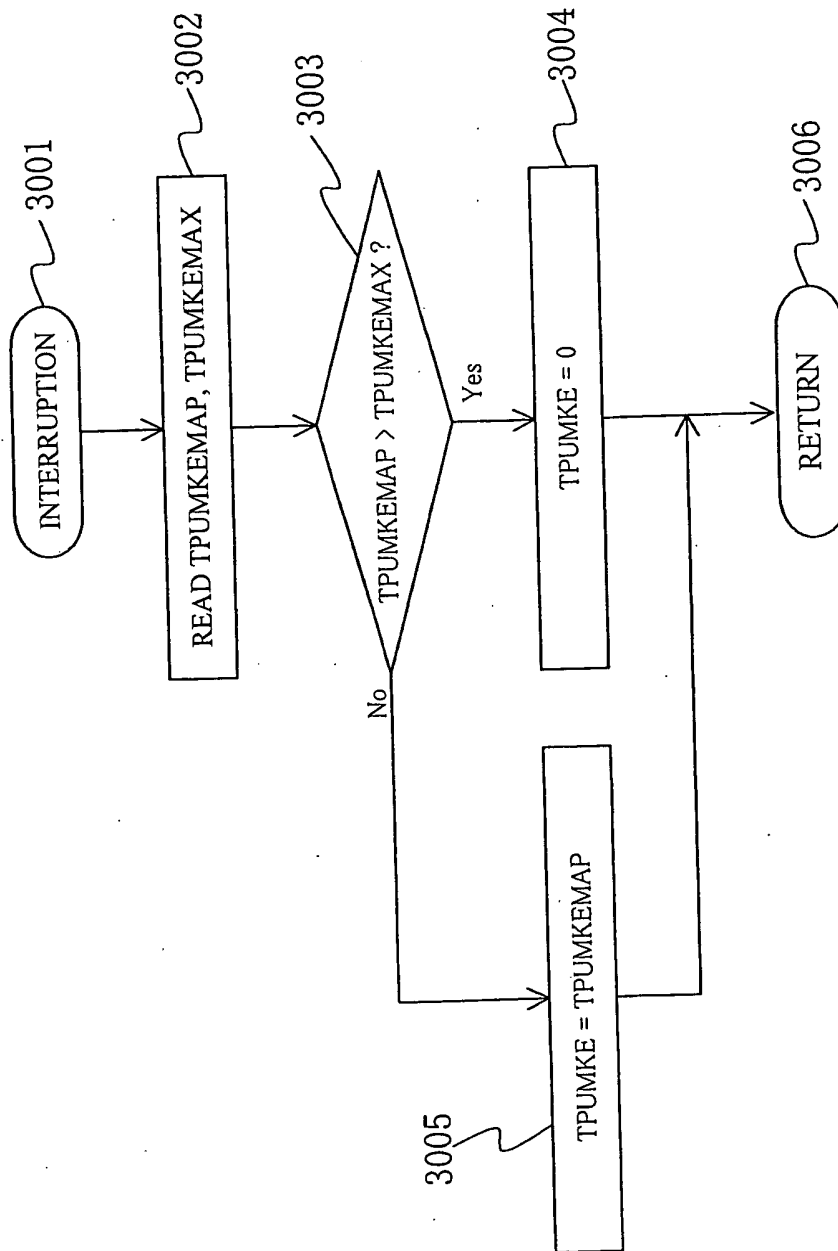 INTERRUPTION
3001
READ TPUMKEMAP, TPUMKEMAX
3002
TPUMKEMAP > TPUMKEMAX ?
3003
No
Yes
TPUMKE = 0
3004
TPUMKE = TPUMKEMAP
3005
RETURN
3006